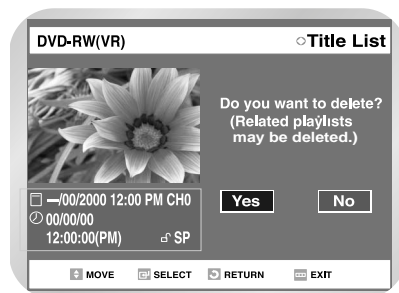 DVD-RW(VR)
Title List
Do you want to delete?
(Related playlists
may be deleted.)
—/00/2000 12:00 PM CH0
00/00/00
12:00:00(PM) SP
Yes No
MOVE SELECT RETURN EXIT